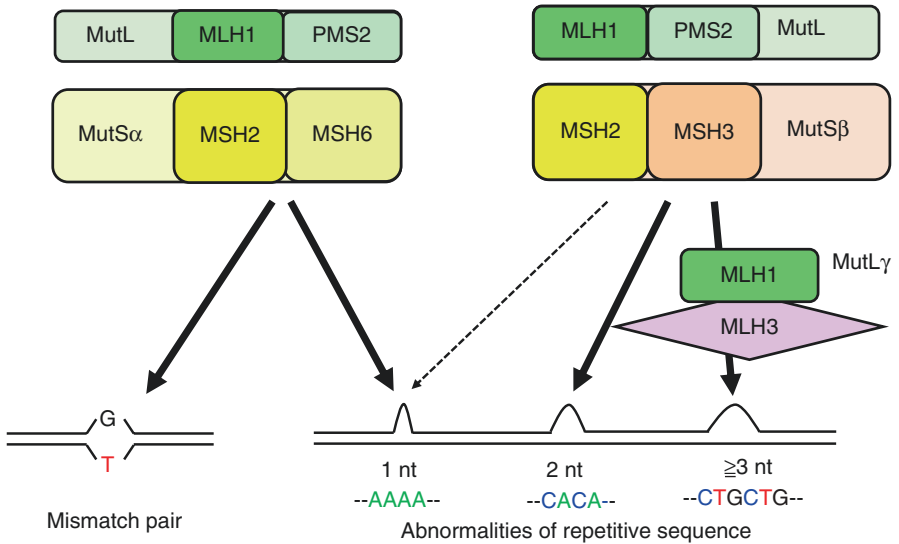 MutL MLH1 PMS2
MLH1 PMS2 MutL
MutSα MSH2 MSH6
MSH2 MSH3 MutSβ
MLH1 MutLγ
MLH3
G
T
1 nt 2 nt ≧3 nt
--AAAA-- --CACA-- --CTGCTG--
Mismatch pair
Abnormalities of repetitive sequence